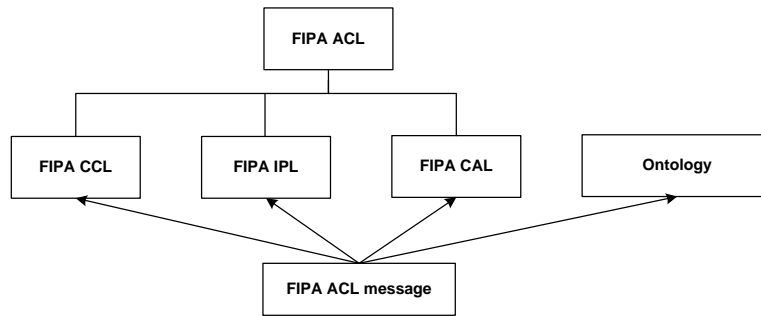 FIPA ACL
FIPA CCL
FIPA IPL
FIPA CAL
Ontology
FIPA ACL message